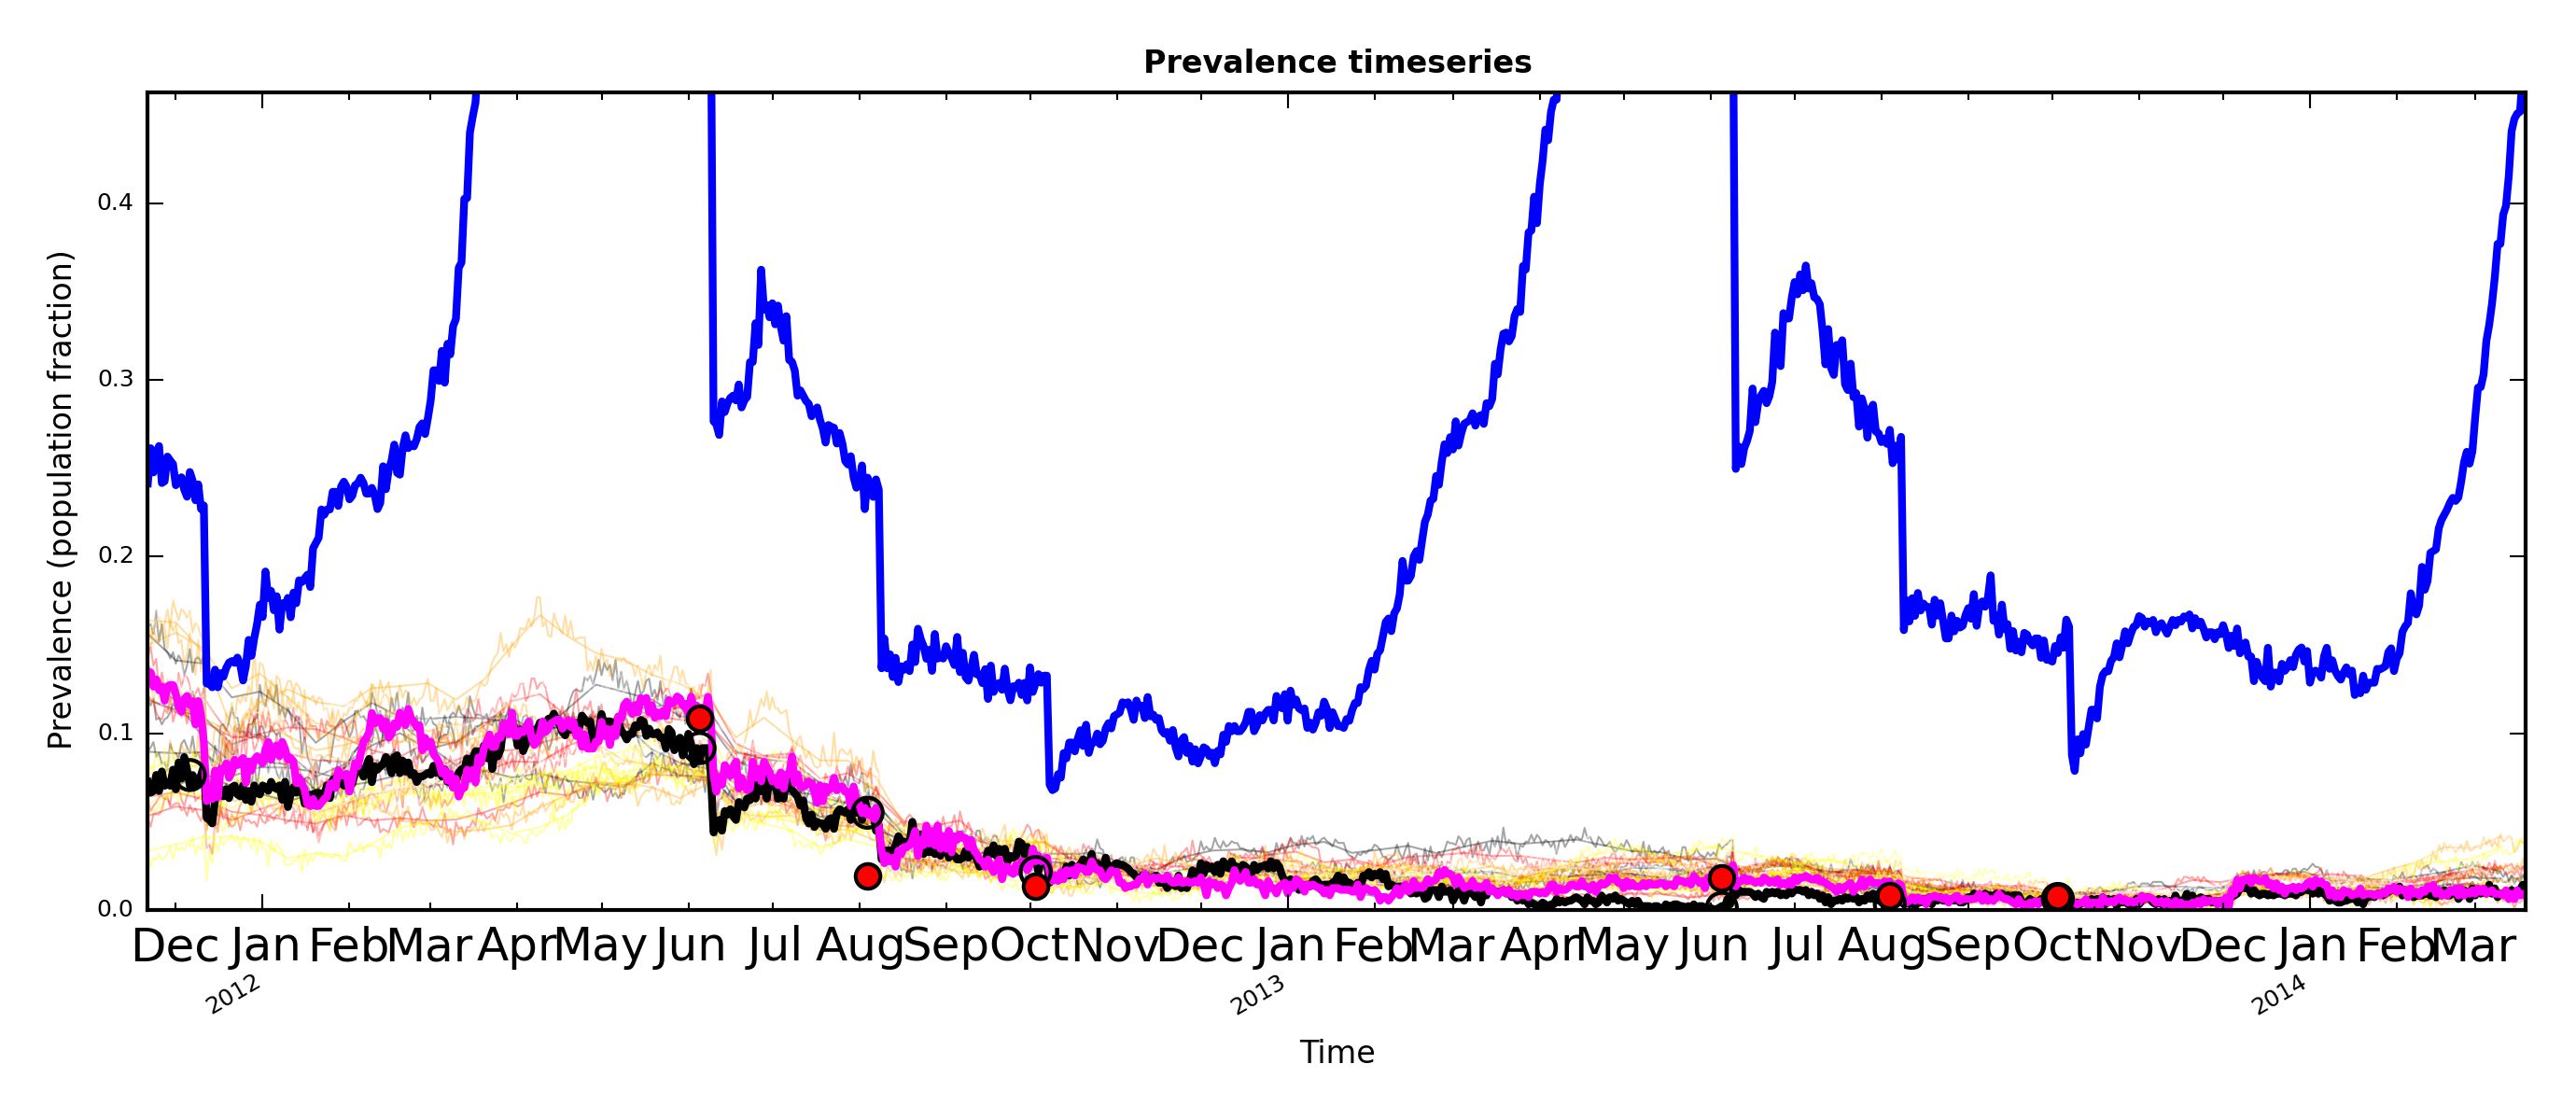 Prevalence timeseries
Prevalence (population fraction)
0.4
0.3
0.2
0.1
0.0
Dec Jan Feb Mar Apr May Jun Jul Aug Sep Oct Nov Dec Jan Feb Mar Apr May Jun Jul Aug Sep Oct Nov Dec Jan Feb Mar
2012 2013 2014
Time